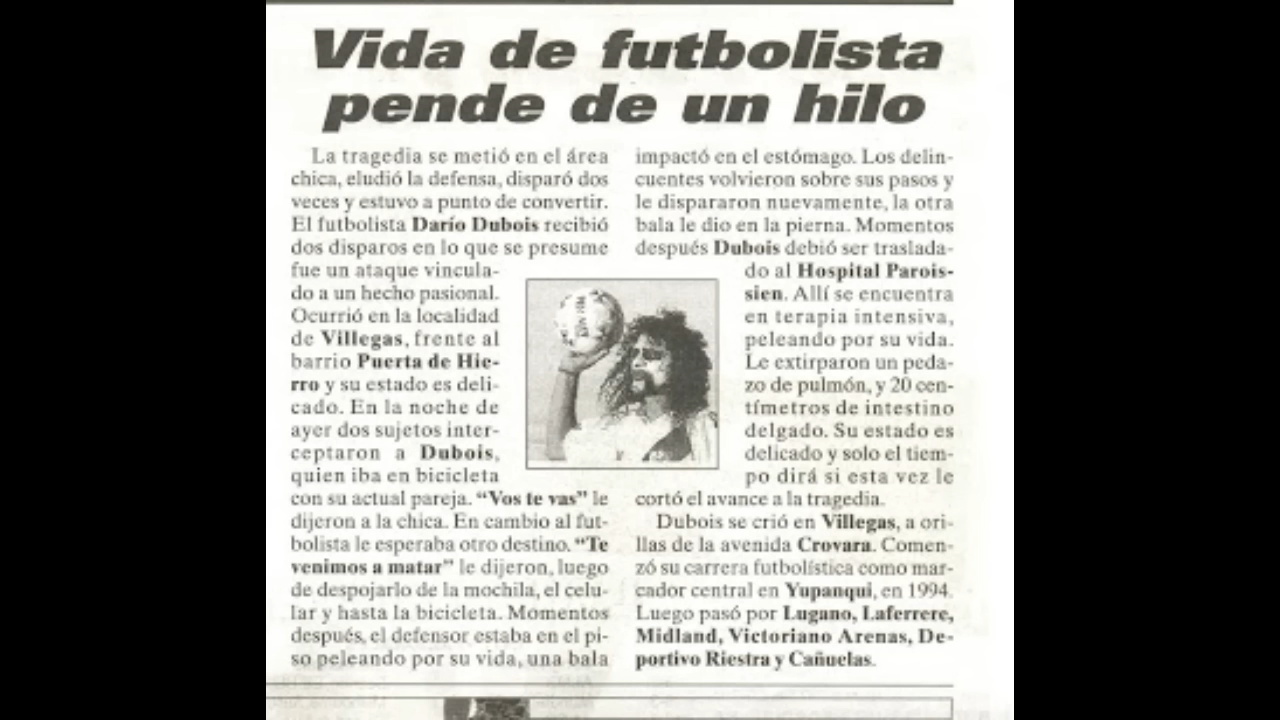 Vida de futbolista
pende de un hilo
La tragedia se metió en el área
chica, eludió la defensa, disparó dos
veces y estuvo a punto de convertir.
El futbolista Darío Dubois recibió
dos disparos en lo que se presume
fue un ataque vincula-
do a un hecho pasional.
Ocurrió en la localidad
de Villegas, frente al
barrio Puerta de Hie-
rro y su estado es deli-
cado. En la noche de
ayer dos sujetos inter-
ceptaron a Dubois,
quien iba en bicicleta
con su actual pareja. “Vos te vas” le
dijeron a la chica. En cambio al fut-
bolista le esperaba otro destino. “Te
venimos a matar” le dijeron, luego
de despojarlo de la mochila, el celu-
lar y hasta la bicicleta. Momentos
después, el defensor estaba en el pi-
so peleando por su vida, una bala
impactó en el estómago. Los delin-
cuentes volvieron sobre sus pasos y
le dispararon nuevamente, la otra
bala le dio en la pierna. Momentos
después Dubois debió ser traslada-
do al Hospital Parois-
sien. Allí se encuentra
en terapia intensiva,
peleando por su vida.
Le extirparon un peda-
zo de pulmón, y 20 cen-
tímetros de intestino
delgado. Su estado es
delicado y solo el tiem-
po dirá si esta vez le
cortó el avance a la tragedia.
Dubois se crió en Villegas, a ori-
llas de la avenida Crovara. Comen-
zó su carrera futbolística como mar-
cador central en Yupanqui, en 1994.
Luego pasó por Lugano, Laferrere,
Midland, Victoriano Arenas, De-
portivo Riestra y Cañuelas.